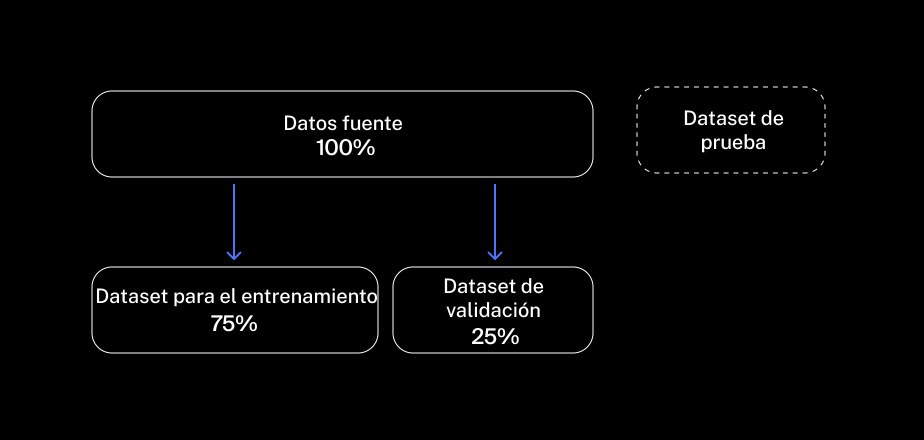 Datos fuente
100%
Dataset de
prueba
Dataset para el entrenamiento
75%
Dataset de
validación
25%